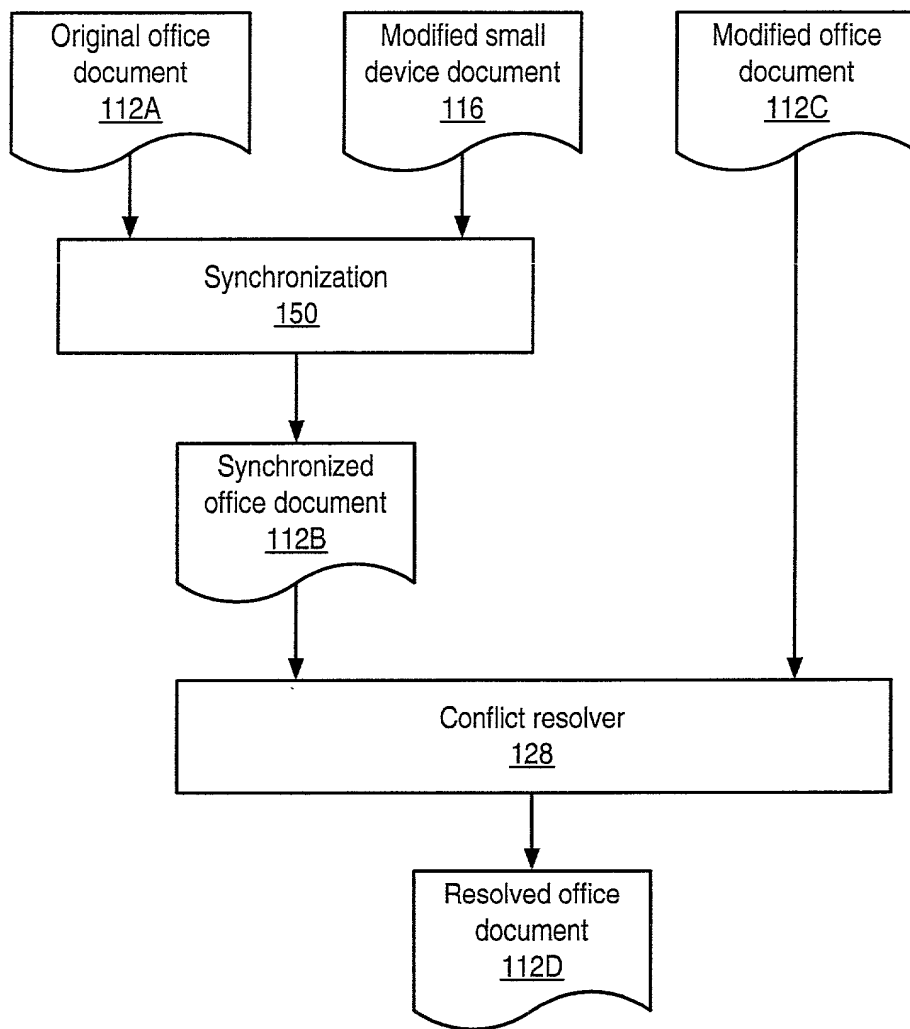 Original office
document
112A
Modified small
device document
116
Modified office
document
112C
Synchronization
150
Synchronized
office document
112B
Conflict resolver
128
Resolved office
document
112D